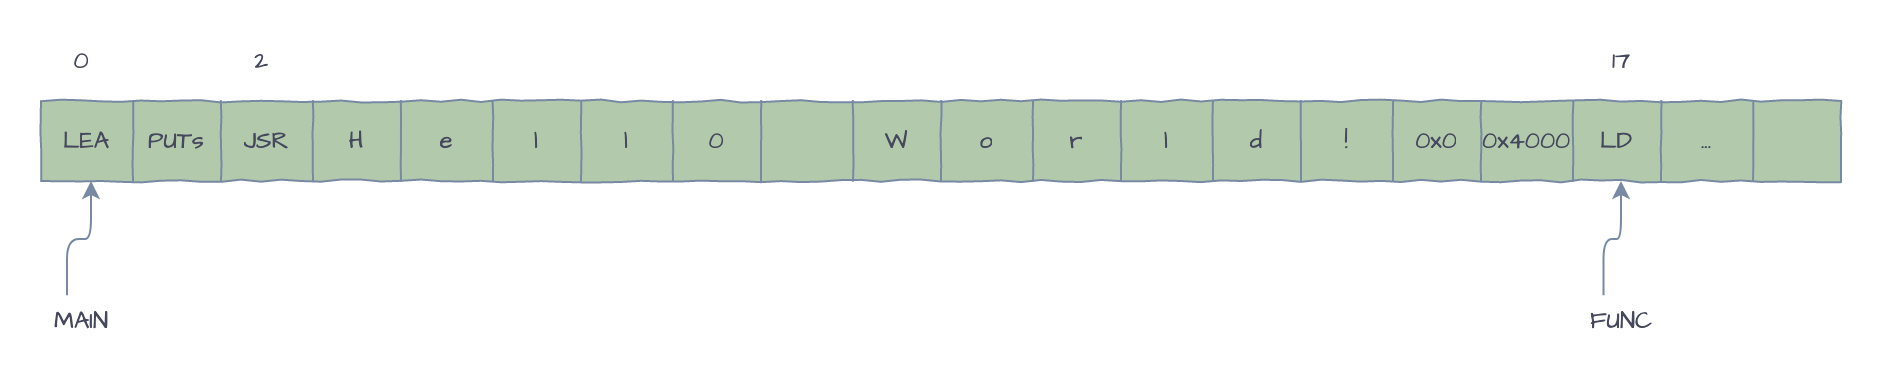 0 2 17
LEA PUTs JSR H e l l o W o r l d ! 0x0 0x4000 LD ...
MAIN FUNC